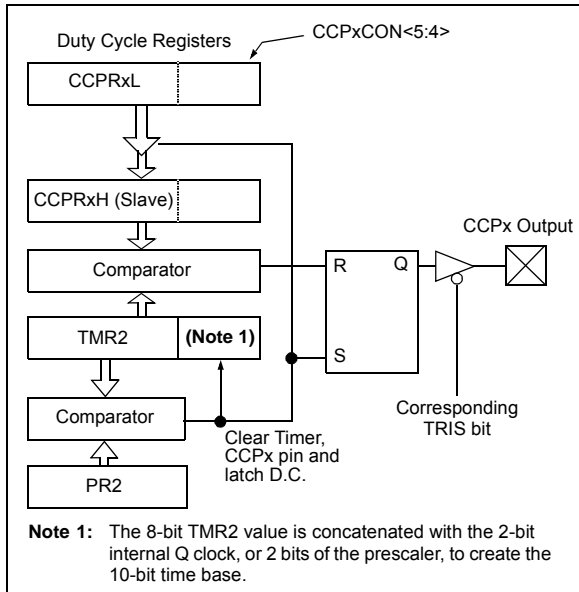 Duty Cycle Registers
CCPxCON<5:4>
CCPRxL
CCPRxH (Slave)
CCPx Output
Comparator
R
Q
TMR2
(Note 1)
S
Comparator
Clear Timer,
CCPx pin and
latch D.C.
Corresponding
TRIS bit
PR2
Note 1: The 8-bit TMR2 value is concatenated with the 2-bit
internal Q clock, or 2 bits of the prescaler, to create the
10-bit time base.